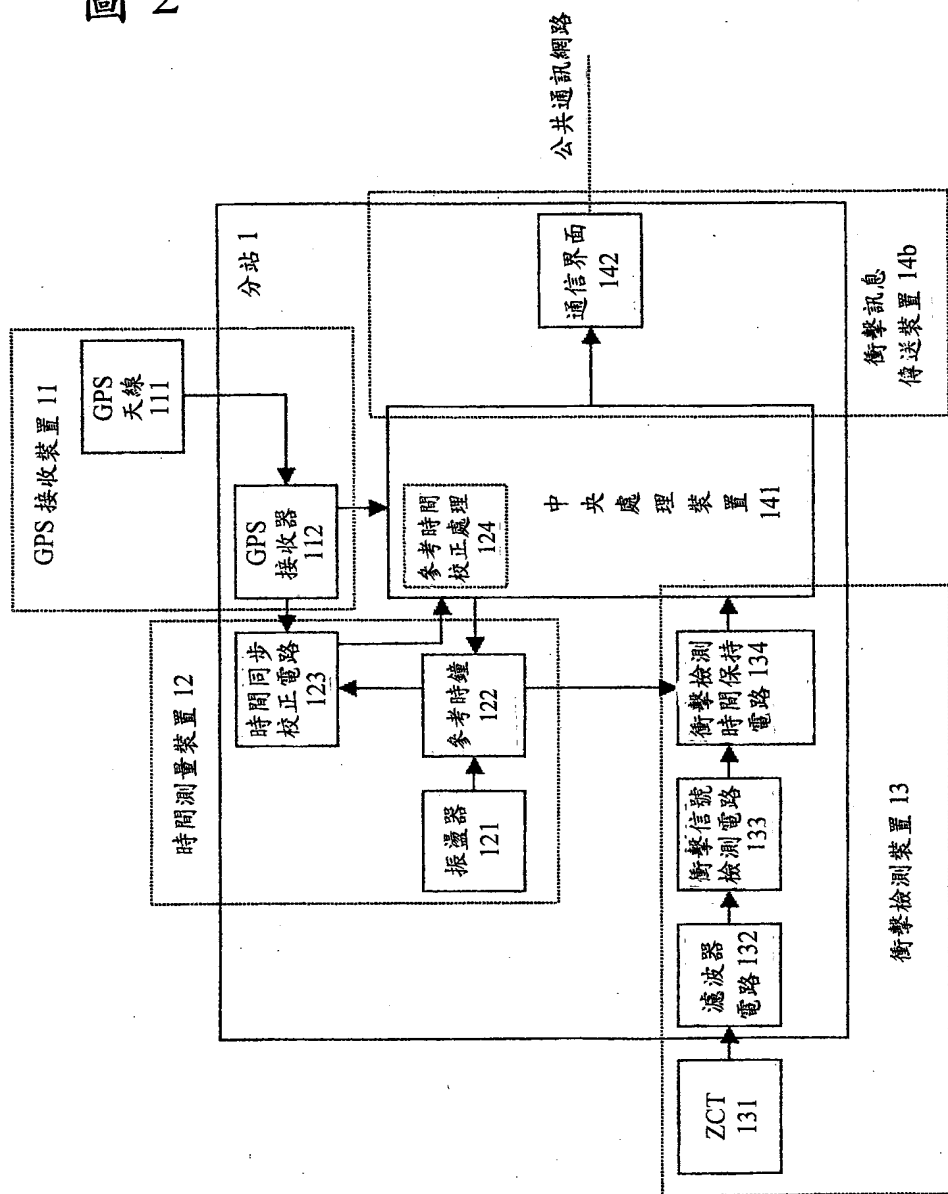 圖 2
GPS 接收裝置 11
GPS
天線
111
GPS
接收器
112
分站 1
時間測量裝置 12
時間同步
校正電路
123
參考時鐘
122
振盪器
121
參考時間
校正處理
124
中央處理裝置
141
通信界面
142
公共通訊網路
衝擊訊息
傳送裝置 14b
ZCT
131
濾波器
電路 132
衝擊信號
檢測電路
133
衝擊檢測
時間保持
電路 134
衝擊檢測裝置 13